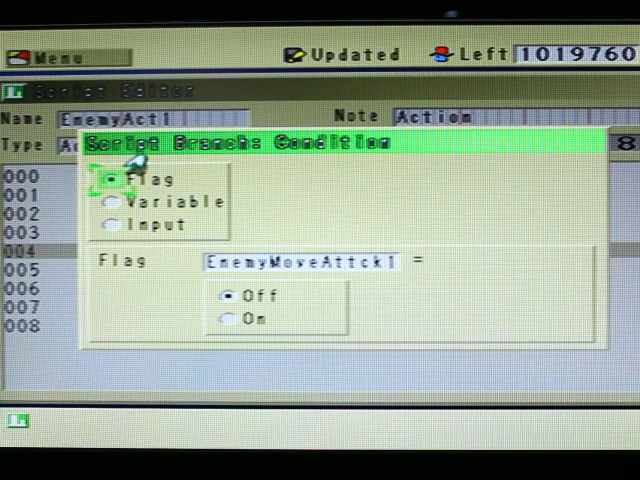 Menu Updated Left 1019760
Script Editor
Name EnemyAct1 Note Action
Type 8
Script Branch: Condition
000
001
002
003
004
005
006
007
008
Flag
Variable
Input
Flag EnemyMoveAttck1 =
Off
On